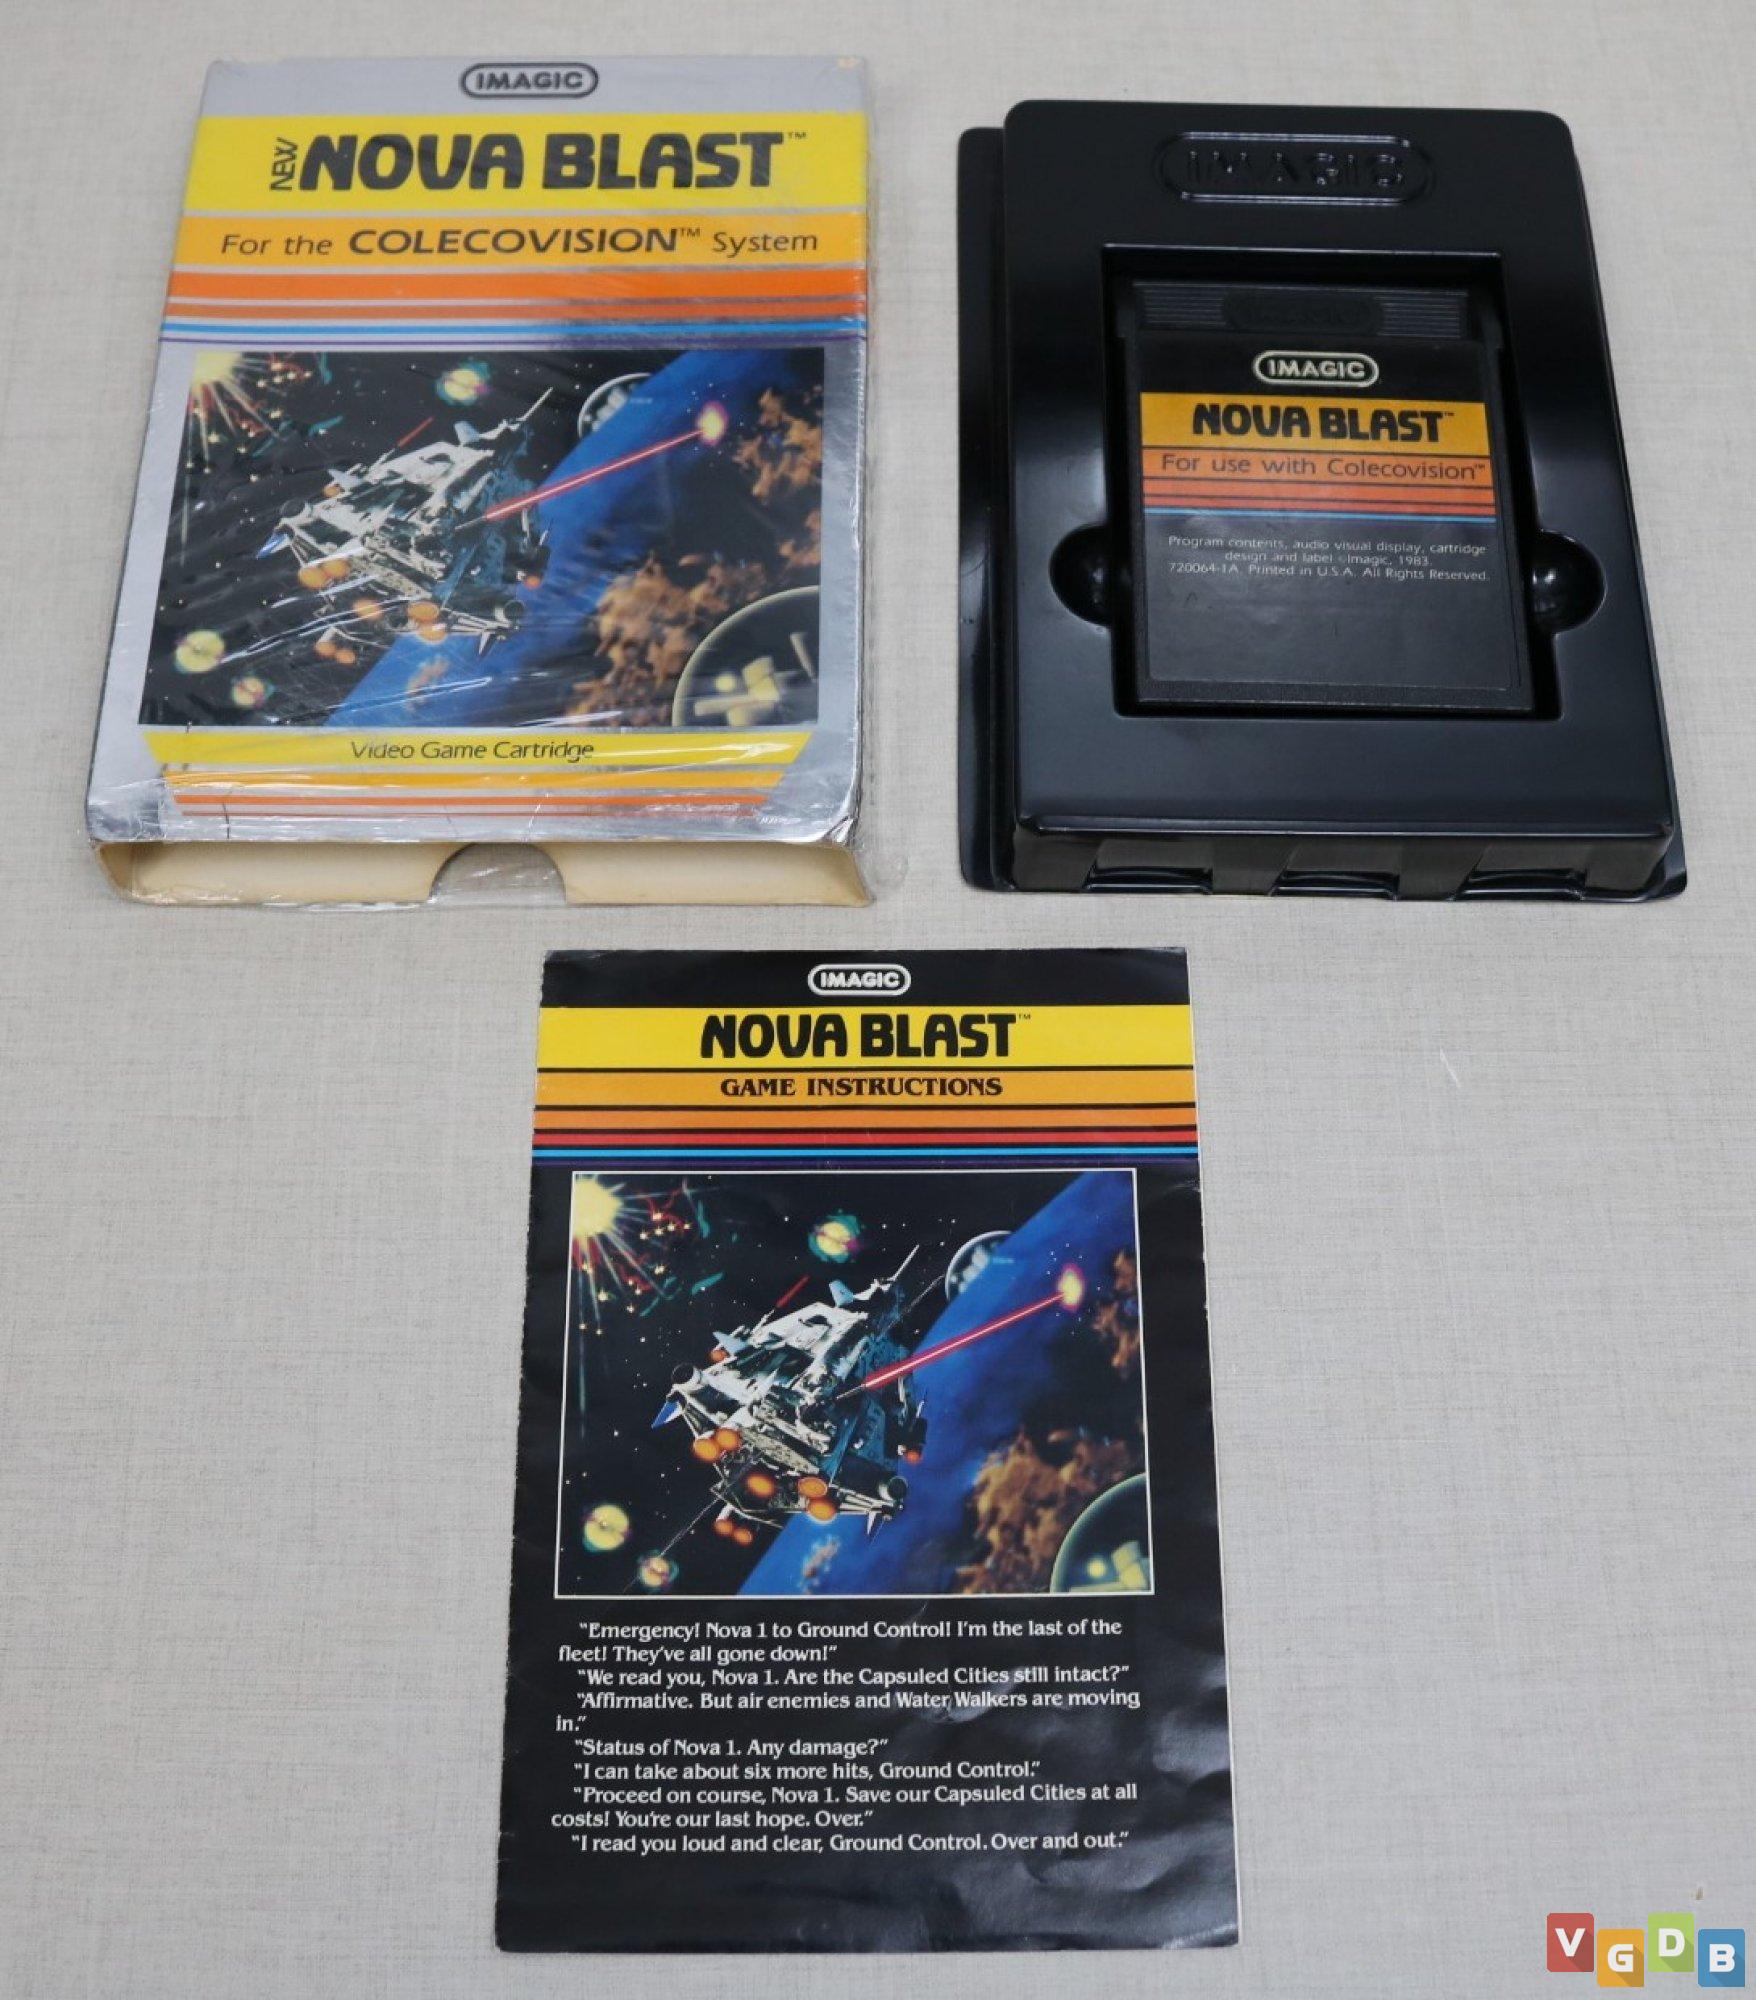 IMAGIC
NEW NOVA BLAST™
For the COLECOVISION™ System
Video Game Cartridge
IMAGIC
IMAGIC
NOVA BLAST™
For use with Colecovision™
Program contents, audio visual display, cartridge
design and label ©Imagic, 1983.
720064-1A. Printed in U.S.A. All Rights Reserved.
IMAGIC
NOVA BLAST™
GAME INSTRUCTIONS
"Emergency! Nova 1 to Ground Control! I'm the last of the
fleet! They've all gone down!"
"We read you, Nova 1. Are the Capsuled Cities still intact?"
"Affirmative. But air enemies and Water Walkers are moving
in."
"Status of Nova 1. Any damage?"
"I can take about six more hits, Ground Control."
"Proceed on course, Nova 1. Save our Capsuled Cities at all
costs! You're our last hope. Over."
"I read you loud and clear, Ground Control. Over and out."
VGDB